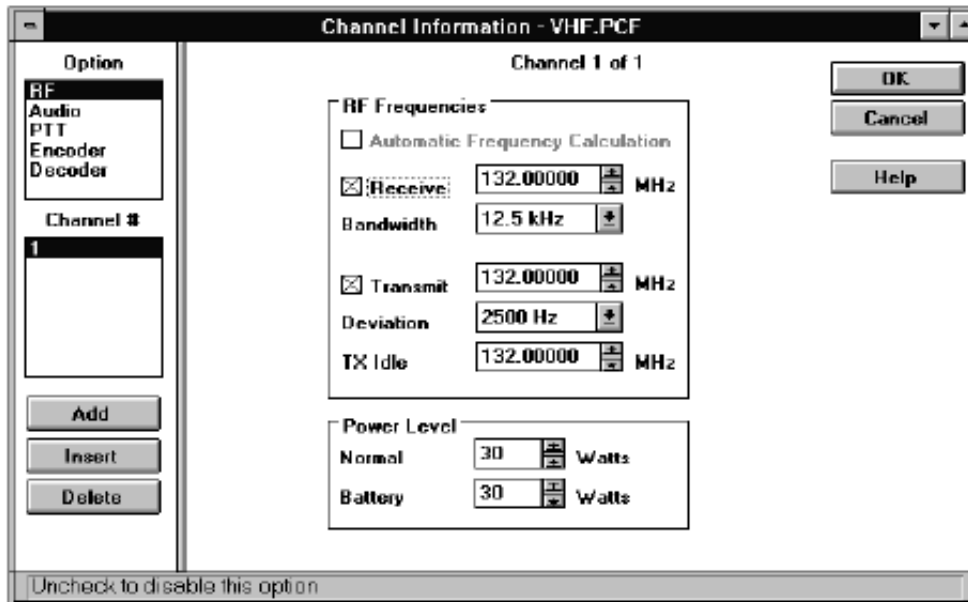 Channel Information - VHF.PCF
Option
RF
Audio
PTT
Encoder
Decoder
Channel #
1
Add
Insert
Delete
Channel 1 of 1
RF Frequencies
Automatic Frequency Calculation
Receive 132.00000 MHz
Bandwidth 12.5 kHz
Transmit 132.00000 MHz
Deviation 2500 Hz
TX Idle 132.00000 MHz
Power Level
Normal 30 Watts
Battery 30 Watts
OK
Cancel
Help
Uncheck to disable this option